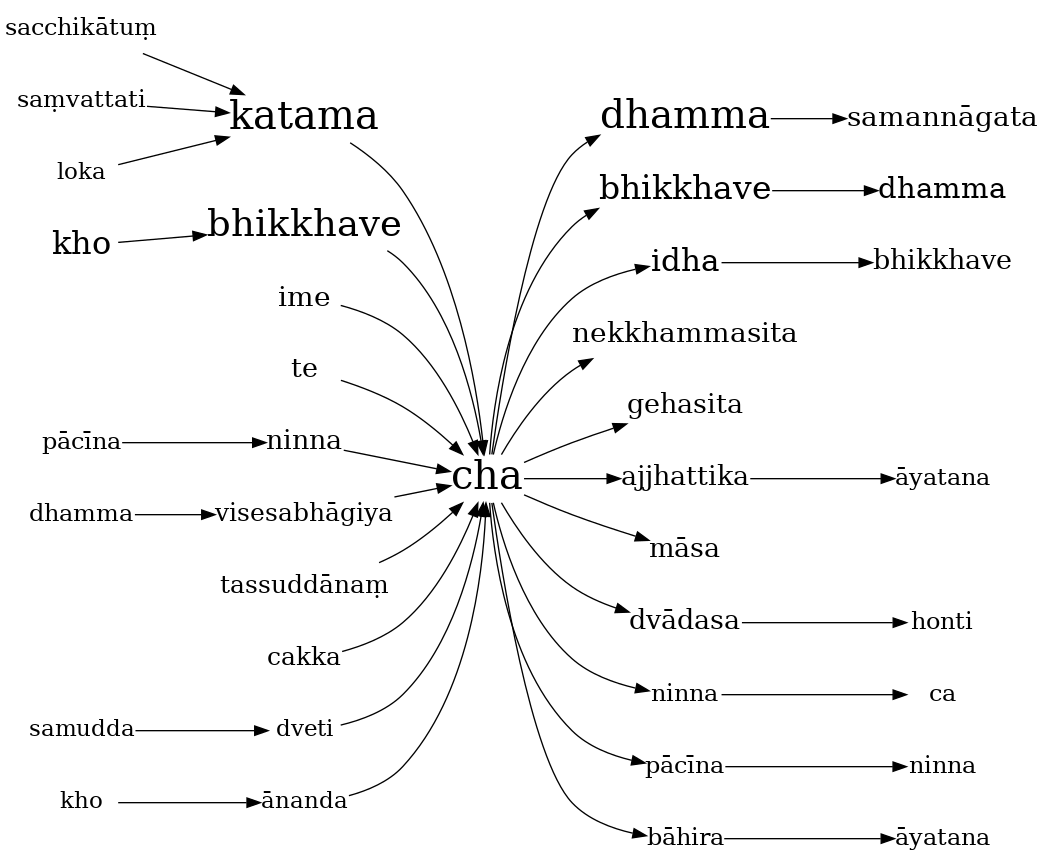 sacchikātuṃ
saṃvattati
loka
katama
kho
bhikkhave
ime
te
pācīna
ninna
dhamma
visesabhāgiya
tassuddānaṃ
cakka
samudda
dveti
kho
ānanda
cha
dhamma
samannāgata
bhikkhave
dhamma
idha
bhikkhave
nekkhammasita
gehasita
ajjhattika
āyatana
māsa
dvādasa
honti
ninna
ca
pācīna
ninna
bāhira
āyatana